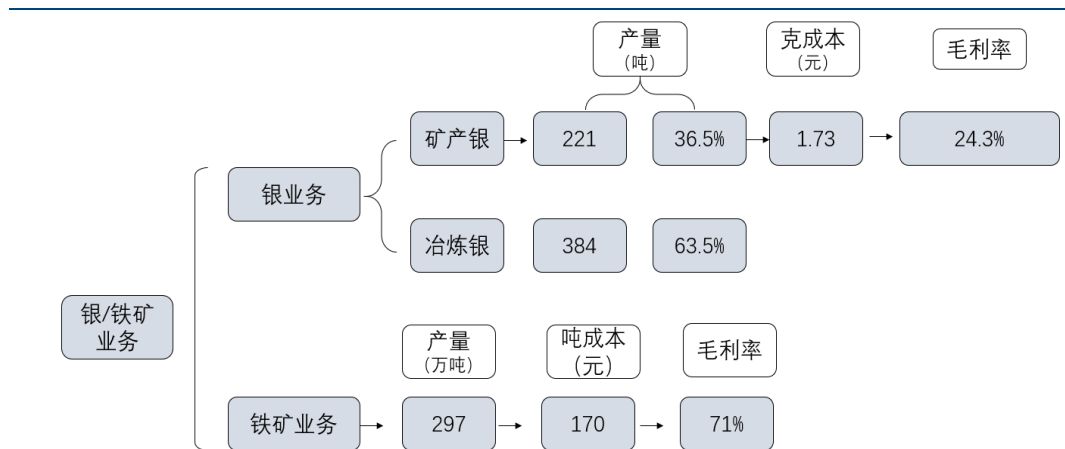 产量
(吨)
克成本
(元)
毛利率
矿产银
221
36.5%
1.73
24.3%
银业务
冶炼银
384
63.5%
银/铁矿
业务
产量
(万吨)
吨成本
(元)
毛利率
铁矿业务
297
170
71%